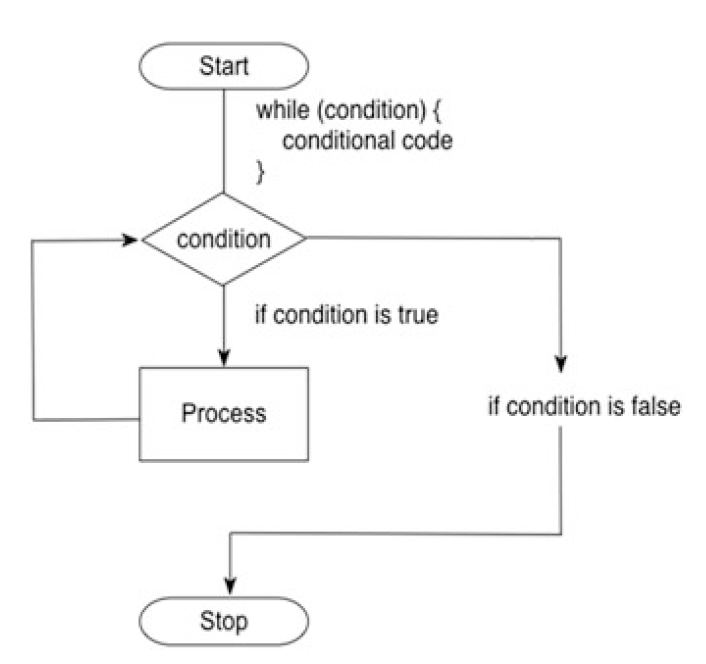 Start
while (condition) {
conditional code
}
condition
if condition is true
Process
if condition is false
Stop